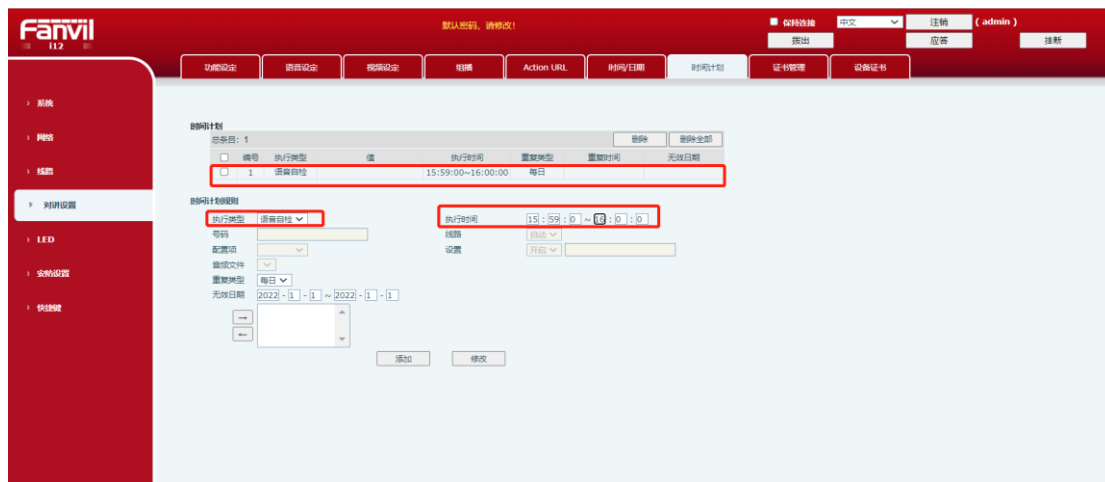 Fanvil
i12
默认密码，请修改！
保持连接 中文 注销 ( admin )
拨出 应答 挂断
功能设定 语音设定 视频设定 组播 Action URL 时间/日期 时间计划 证书管理 设备证书
› 系统
› 网络
› 线路
› 对讲设置
› LED
› 安防设置
› 快捷键
时间计划
总条目: 1 删除 删除全部
编号 执行类型 值 执行时间 重复类型 重复时间 无效日期
1 语音自检 15:59:00~16:00:00 每日
时间计划规则
执行类型 语音自检 执行时间 15 : 59 : 0 ~ 16 : 0 : 0
号码 线路 自动
配置项 设置 开启
音频文件
重复类型 每日
无效日期 2022 - 1 - 1 ~ 2022 - 1 - 1
→
←
添加 修改